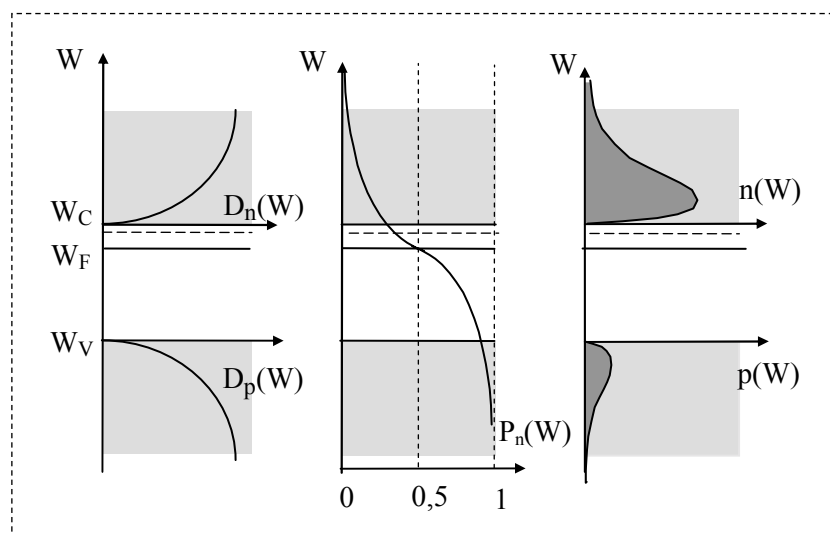 W W W
W_C D_n(W) n(W)
W_F
W_V D_p(W) p(W)
P_n(W)
0 0,5 1